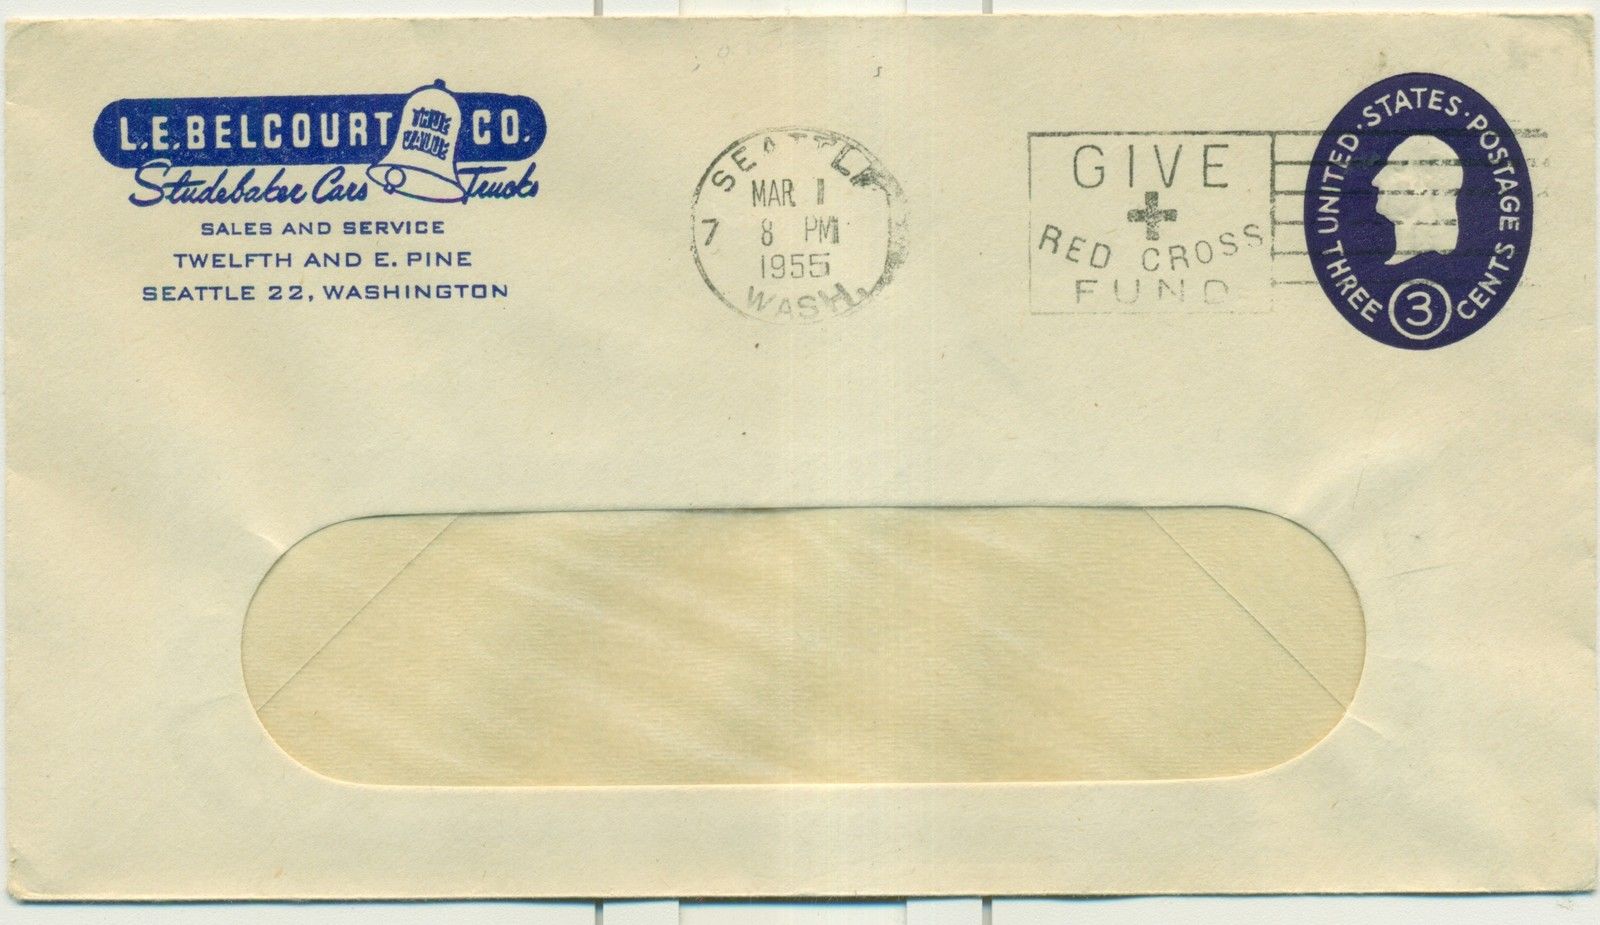 L.E. BELCOURT CO.
TRUE
VALUE
Studebaker Cars Trucks
SALES AND SERVICE
TWELFTH AND E. PINE
SEATTLE 22, WASHINGTON
SEATTLE
MAR 1
7 8 PM
1955
WASH.
GIVE
RED CROSS
FUND
UNITED·STATES·POSTAGE
THREE 3 CENTS